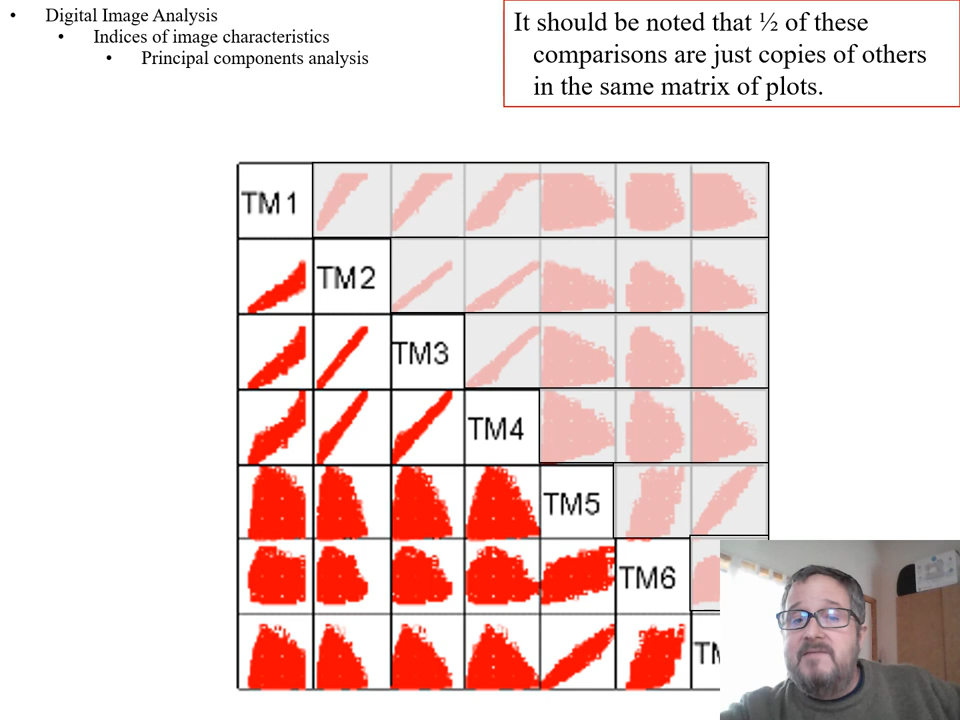 • Digital Image Analysis
• Indices of image characteristics
• Principal components analysis
It should be noted that ½ of these
comparisons are just copies of others
in the same matrix of plots.
TM1
TM2
TM3
TM4
TM5
TM6